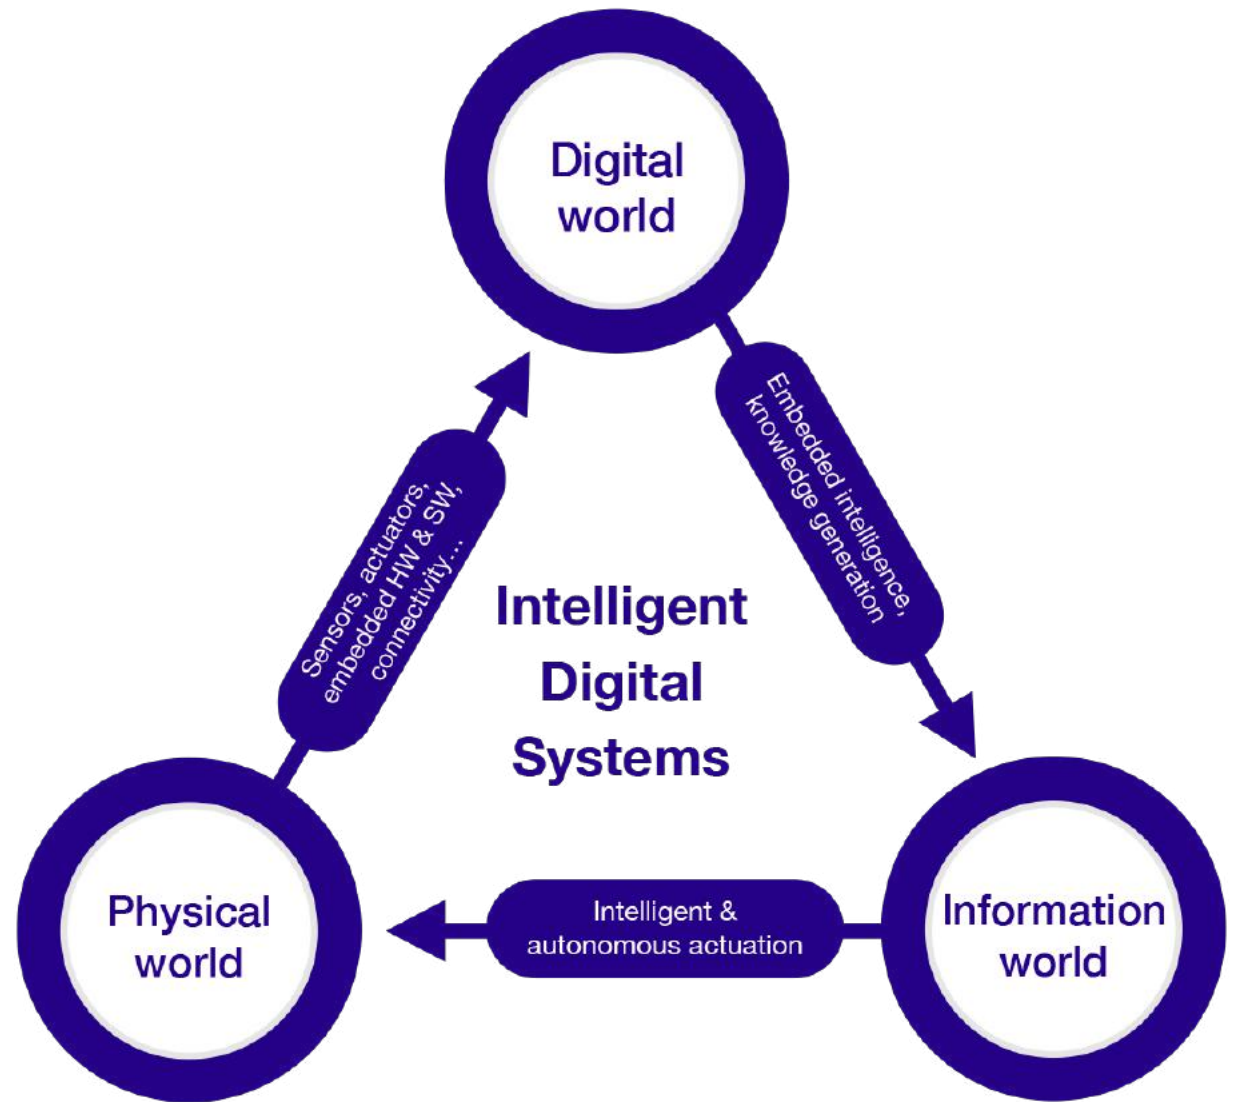 Digital
world
Embedded intelligence,
knowledge generation
Sensors, actuators,
embedded HW & SW,
connectivity...
Intelligent
Digital
Systems
Physical
world
Intelligent &
autonomous actuation
Information
world